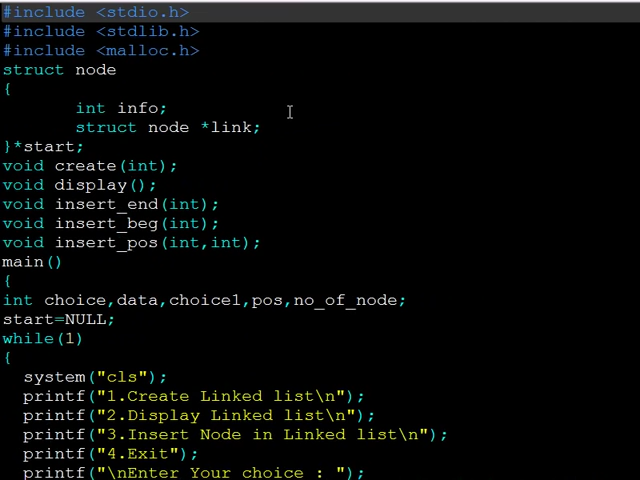 #include <stdio.h>
#include <stdlib.h>
#include <malloc.h>
struct node
{
int info;
struct node *link;
}*start;
void create(int);
void display();
void insert_end(int);
void insert_beg(int);
void insert_pos(int,int);
main()
{
int choice,data,choice1,pos,no_of_node;
start=NULL;
while(1)
{
system("cls");
printf("1.Create Linked list\n");
printf("2.Display Linked list\n");
printf("3.Insert Node in Linked list\n");
printf("4.Exit");
printf("\nEnter Your choice : ");